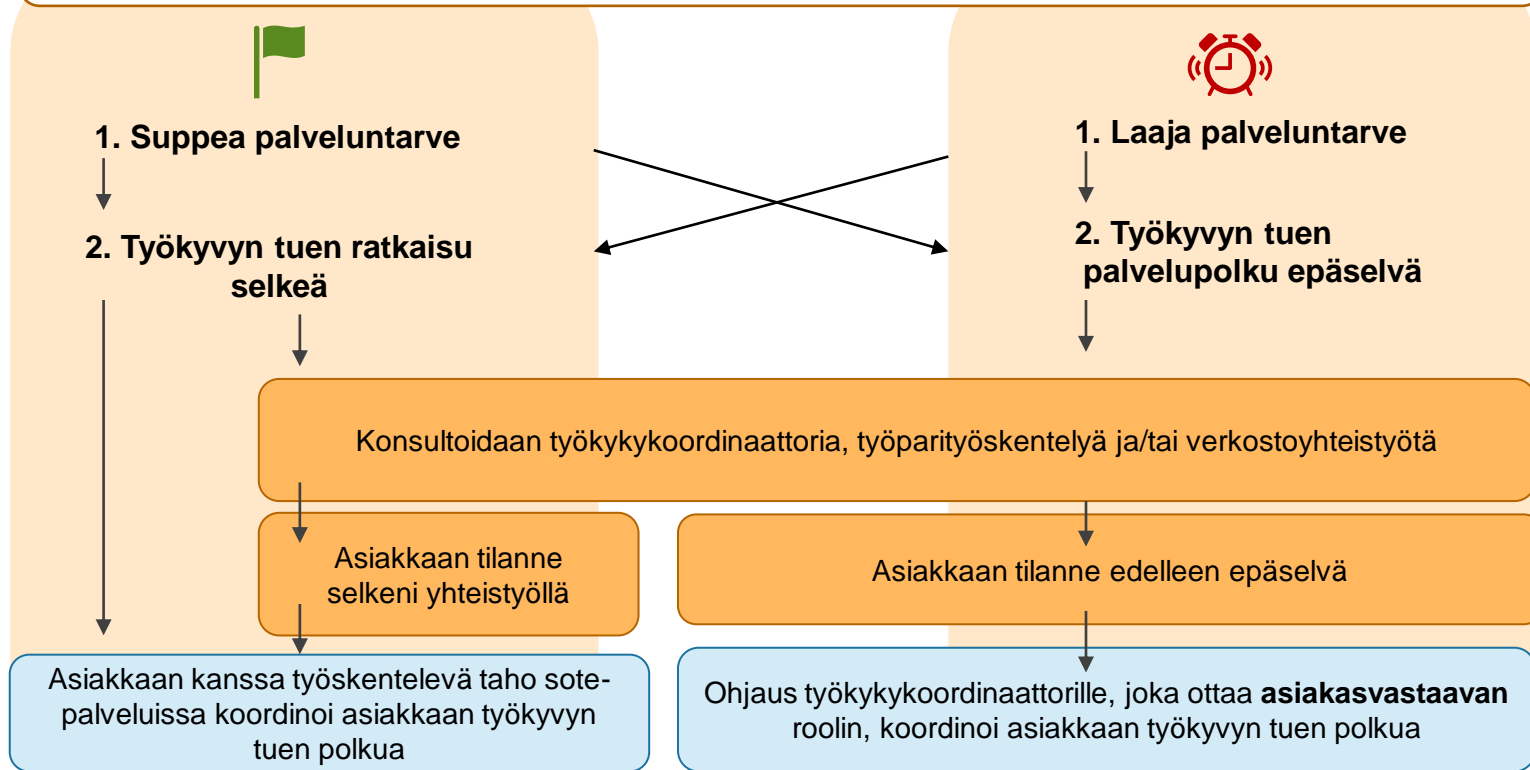 1. Suppea palveluntarve
2. Työkyvyn tuen ratkaisu
selkeä
1. Laaja palveluntarve
2. Työkyvyn tuen
palvelupolku epäselvä
Konsultoidaan työkykykoordinaattoria, työparityöskentelyä ja/tai verkostoyhteistyötä
Asiakkaan tilanne
selkeni yhteistyöllä
Asiakkaan tilanne edelleen epäselvä
Asiakkaan kanssa työskentelevä taho sote-
palveluissa koordinoi asiakkaan työkyvyn
tuen polkua
Ohjaus työkykykoordinaattorille, joka ottaa asiakasvastaavan
roolin, koordinoi asiakkaan työkyvyn tuen polkua